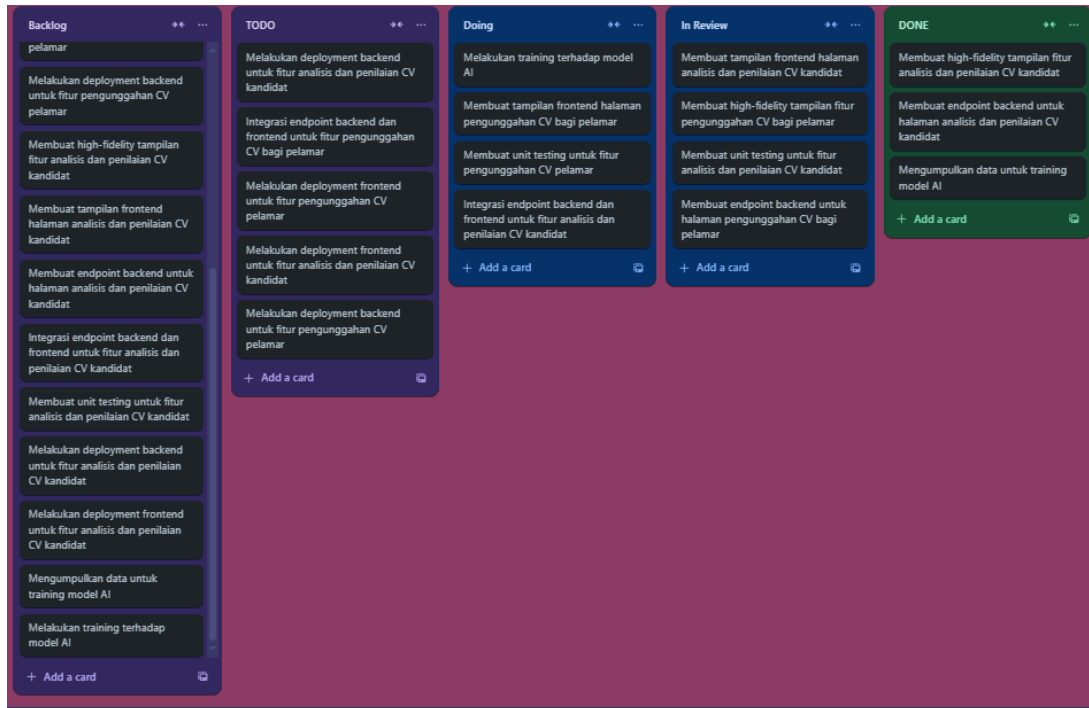 Backlog
pelamar
Melakukan deployment backend
untuk fitur pengunggahan CV
pelamar
Membuat high-fidelity tampilan
fitur analisis dan penilaian CV
kandidat
Membuat tampilan frontend
halaman analisis dan penilaian CV
kandidat
Membuat endpoint backend untuk
halaman analisis dan penilaian CV
kandidat
Integrasi endpoint backend dan
frontend untuk fitur analisis dan
penilaian CV kandidat
Membuat unit testing untuk fitur
analisis dan penilaian CV kandidat
Melakukan deployment backend
untuk fitur analisis dan penilaian
CV kandidat
Melakukan deployment frontend
untuk fitur analisis dan penilaian
CV kandidat
Mengumpulkan data untuk
training model AI
Melakukan training terhadap
model AI
+ Add a card
TODO
Melakukan deployment backend
untuk fitur analisis dan penilaian CV
kandidat
Integrasi endpoint backend dan
frontend untuk fitur pengunggahan
CV bagi pelamar
Melakukan deployment frontend
untuk fitur pengunggahan CV
pelamar
Melakukan deployment frontend
untuk fitur analisis dan penilaian CV
kandidat
Melakukan deployment backend
untuk fitur pengunggahan CV
pelamar
+ Add a card
Doing
Melakukan training terhadap model
AI
Membuat tampilan frontend halaman
pengunggahan CV bagi pelamar
Membuat unit testing untuk fitur
pengunggahan CV pelamar
Integrasi endpoint backend dan
frontend untuk fitur analisis dan
penilaian CV kandidat
+ Add a card
In Review
Membuat tampilan frontend halaman
analisis dan penilaian CV kandidat
Membuat high-fidelity tampilan fitur
pengunggahan CV bagi pelamar
Membuat unit testing untuk fitur
analisis dan penilaian CV kandidat
Membuat endpoint backend untuk
halaman pengunggahan CV bagi
pelamar
+ Add a card
DONE
Membuat high-fidelity tampilan fitur
analisis dan penilaian CV kandidat
Membuat endpoint backend untuk
halaman analisis dan penilaian CV
kandidat
Mengumpulkan data untuk training
model AI
+ Add a card